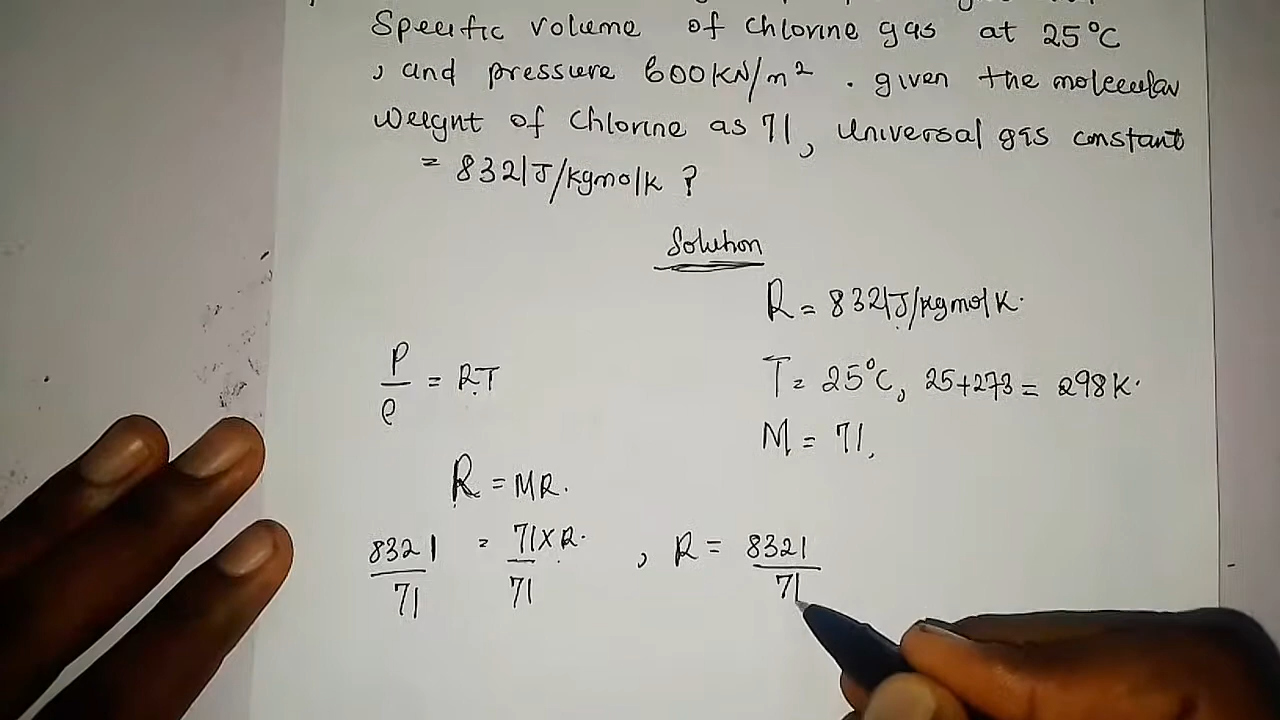 Specific volume of chlorine gas at 25°C
, and pressure 600KN/m² . given the molecular
weight of chlorine as 71, universal gas constant
= 8321J/kgmolk ?
Solution
R = 8321J/kgmolK.
P/ρ = RT
T = 25°C, 25+273 = 298K.
M = 71.
R = MR.
8321/71 = 71XR./71 , R = 8321/71